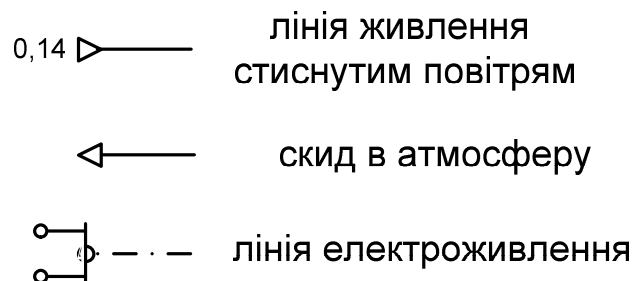 лінія живлення
0,14
стиснутим повітрям
скид в атмосферу
лінія електроживлення